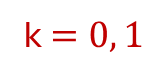 k = 0,1